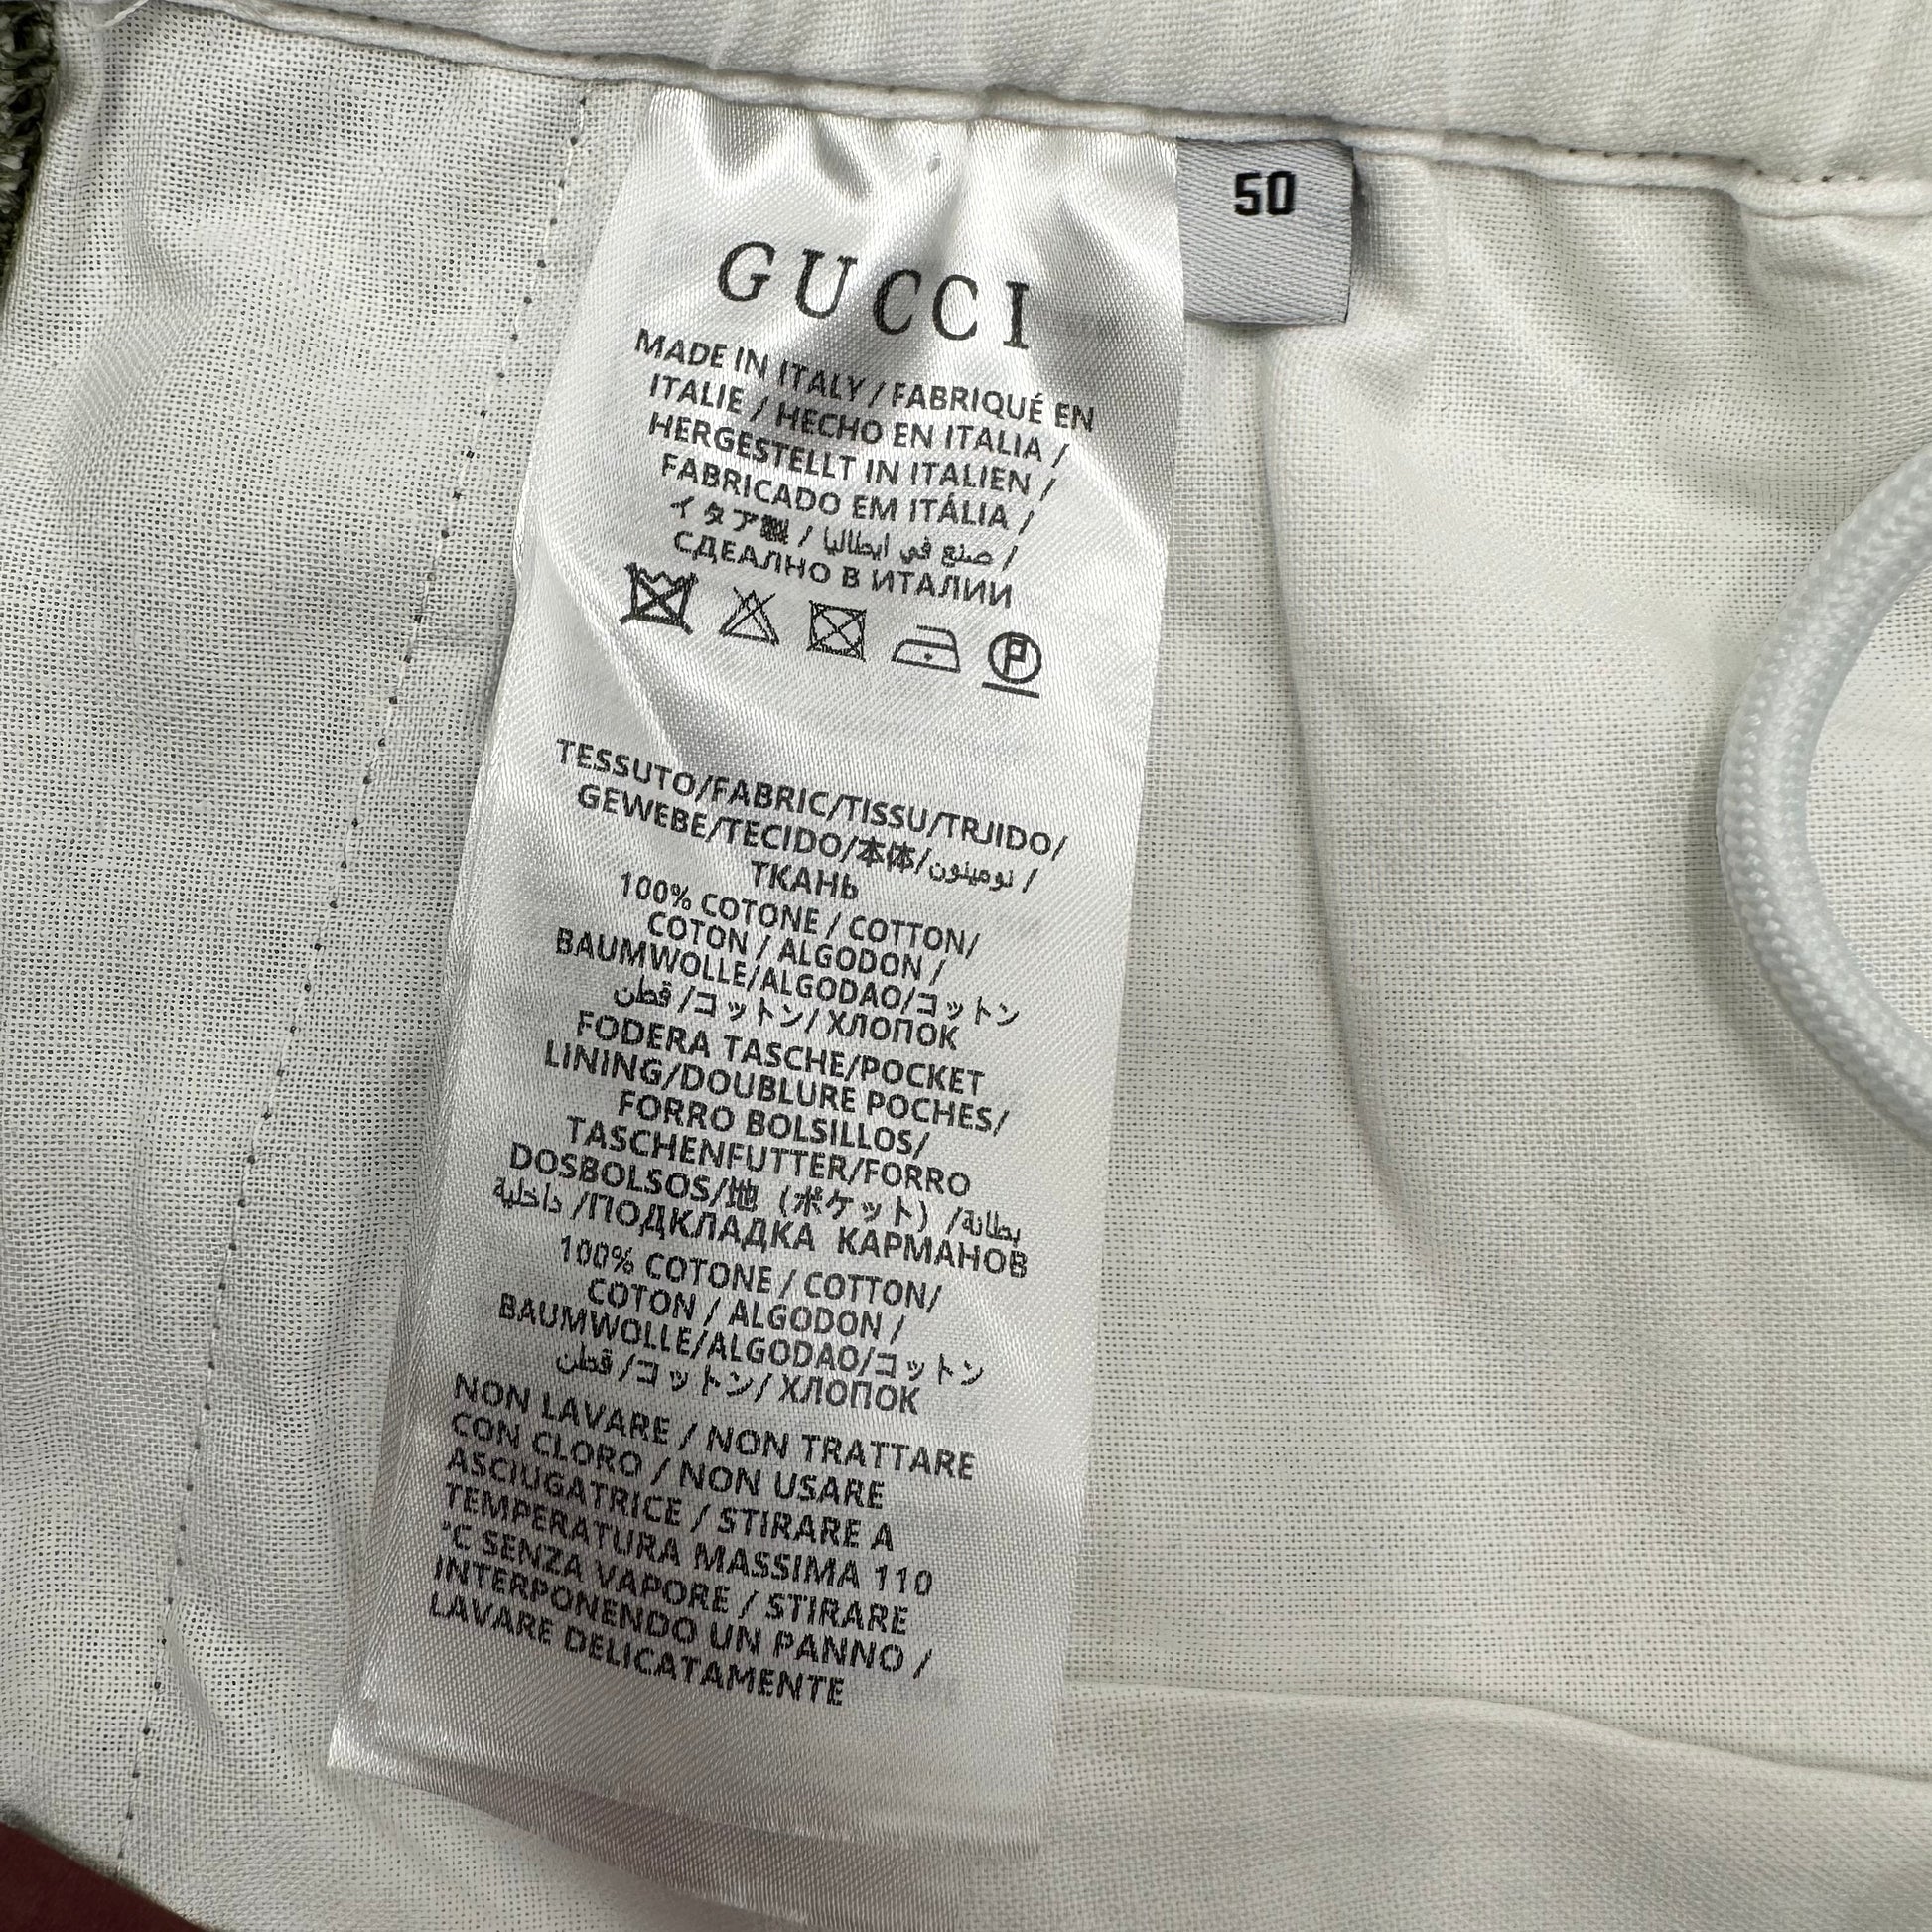 50
GUCCI
MADE IN ITALY / FABRIQUÉ EN
ITALIE / HECHO EN ITALIA /
HERGESTELLT IN ITALIEN /
FABRICADO EM ITÁLIA /
イタア製 / صنع في ايطاليا /
СДЕАЛНО В ИТАЛИИ
P
TESSUTO/FABRIC/TISSU/TRJIDO/
GEWEBE/TECIDO/本体/نومينون /
ТКАНЬ
100% COTONE / COTTON/
COTON / ALGODON /
BAUMWOLLE/ALGODAO/コットン
قطن /コットン/ ХЛОПОК
FODERA TASCHE/POCKET
LINING/DOUBLURE POCHES/
FORRO BOLSILLOS/
TASCHENFUTTER/FORRO
DOSBOLSOS/地 (ポケット) /بطانة
داخلية /ПОДКЛАДКА КАРМАНОВ
100% COTONE / COTTON/
COTON / ALGODON /
BAUMWOLLE/ALGODAO/コットン
قطن /コットン/ ХЛОПОК
NON LAVARE / NON TRATTARE
CON CLORO / NON USARE
ASCIUGATRICE / STIRARE A
TEMPERATURA MASSIMA 110
°C SENZA VAPORE / STIRARE
INTERPONENDO UN PANNO /
LAVARE DELICATAMENTE